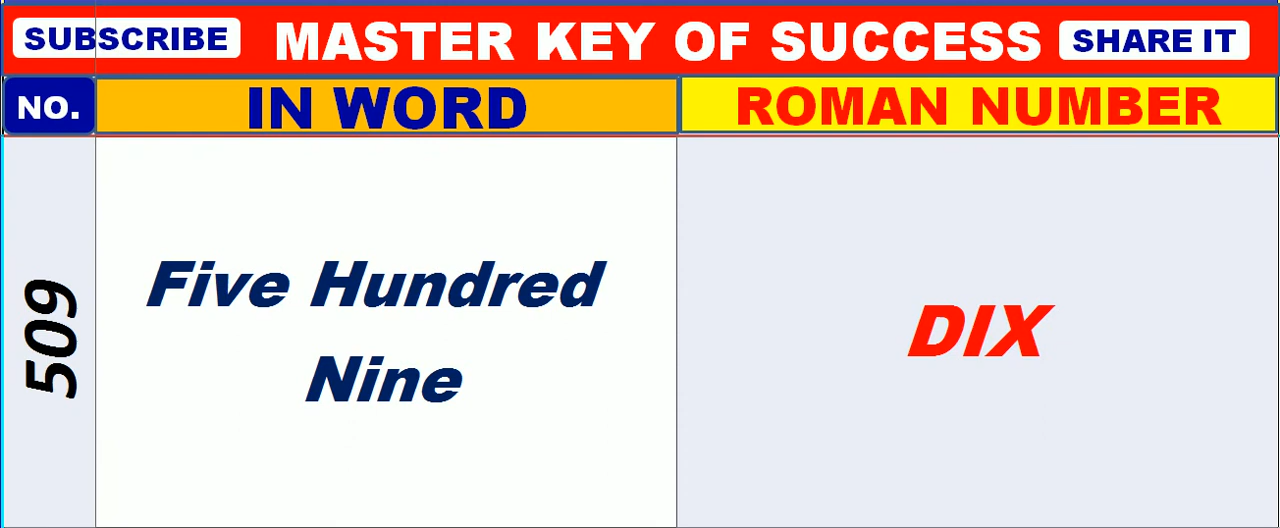 SUBSCRIBE MASTER KEY OF SUCCESS SHARE IT
NO. IN WORD ROMAN NUMBER
509
Five Hundred
Nine
DIX